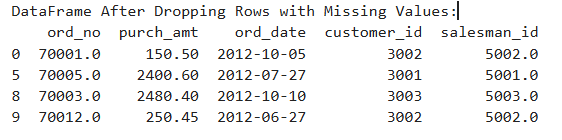 DataFrame After Dropping Rows with Missing Values:
ord_no purch_amt ord_date customer_id salesman_id
0 70001.0 150.50 2012-10-05 3002 5002.0
5 70005.0 2400.60 2012-07-27 3001 5001.0
8 70003.0 2480.40 2012-10-10 3003 5003.0
9 70012.0 250.45 2012-06-27 3002 5002.0